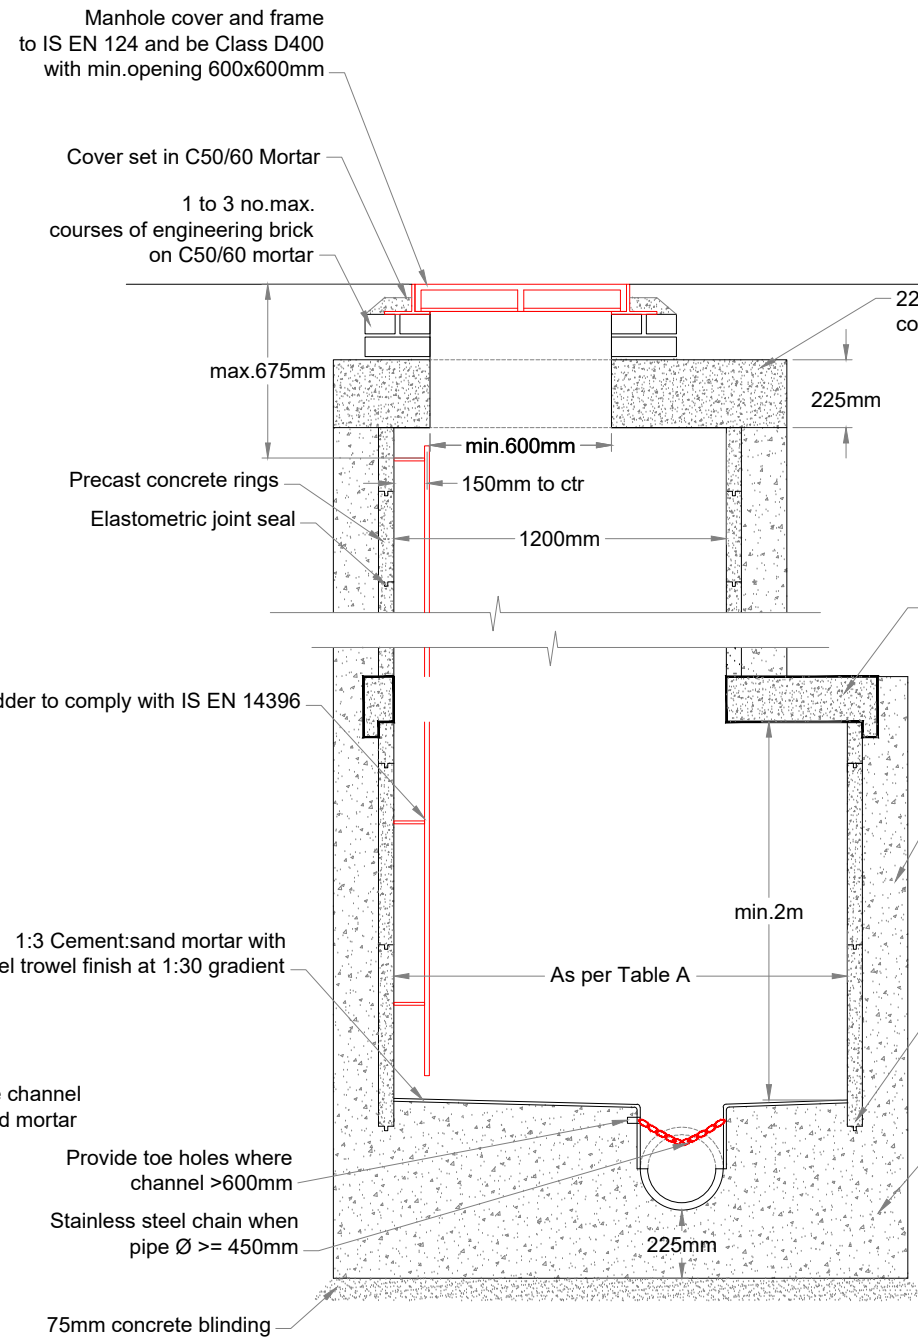 Manhole cover and frame
to IS EN 124 and be Class D400
with min.opening 600x600mm
Cover set in C50/60 Mortar
1 to 3 no.max.
courses of engineering brick
on C50/60 mortar
22
co
max.675mm
225mm
min.600mm
Precast concrete rings
150mm to ctr
Elastometric joint seal
1200mm
dder to comply with IS EN 14396
min.2m
1:3 Cement:sand mortar with
el trowel finish at 1:30 gradient
As per Table A
e channel
d mortar
Provide toe holes where
channel >600mm
Stainless steel chain when
pipe Ø >= 450mm
225mm
75mm concrete blinding